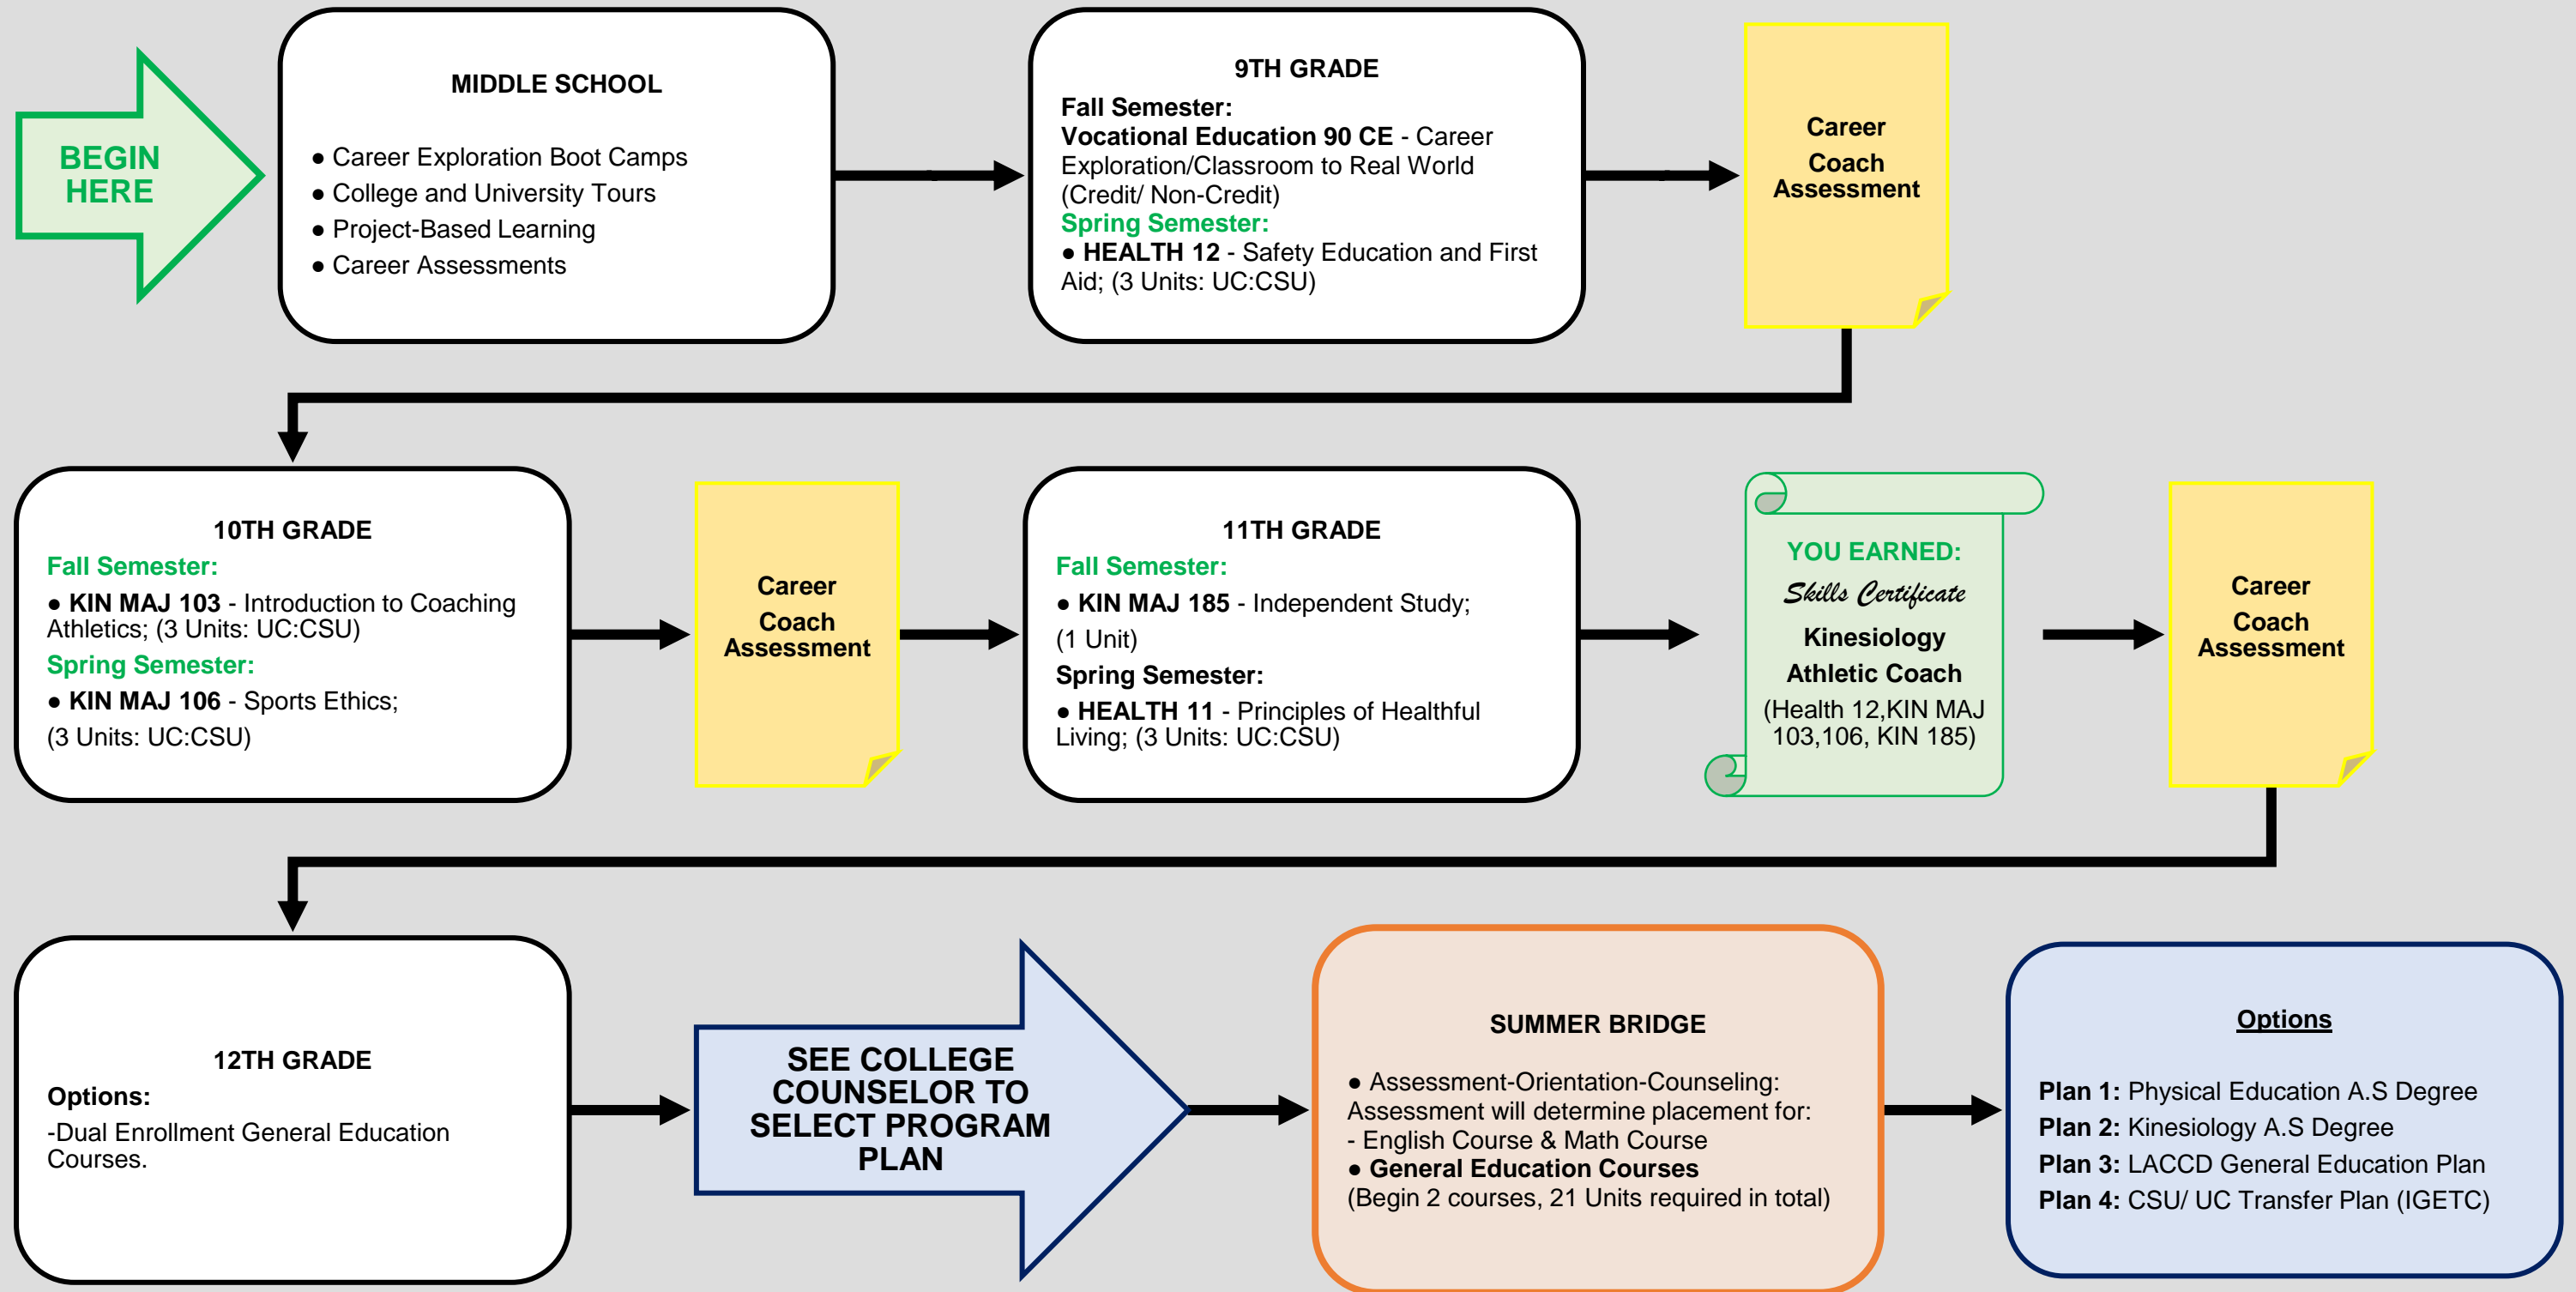 BEGIN
HERE
MIDDLE SCHOOL
● Career Exploration Boot Camps
● College and University Tours
● Project-Based Learning
● Career Assessments
9TH GRADE
Fall Semester:
Vocational Education 90 CE - Career
Exploration/Classroom to Real World
(Credit/ Non-Credit)
Spring Semester:
● HEALTH 12 - Safety Education and First
Aid; (3 Units: UC:CSU)
Career
Coach
Assessment
10TH GRADE
Fall Semester:
● KIN MAJ 103 - Introduction to Coaching
Athletics; (3 Units: UC:CSU)
Spring Semester:
● KIN MAJ 106 - Sports Ethics;
(3 Units: UC:CSU)
Career
Coach
Assessment
11TH GRADE
Fall Semester:
● KIN MAJ 185 - Independent Study;
(1 Unit)
Spring Semester:
● HEALTH 11 - Principles of Healthful
Living; (3 Units: UC:CSU)
YOU EARNED:
Skills Certificate
Kinesiology
Athletic Coach
(Health 12,KIN MAJ
103,106, KIN 185)
Career
Coach
Assessment
12TH GRADE
Options:
-Dual Enrollment General Education
Courses.
SEE COLLEGE
COUNSELOR TO
SELECT PROGRAM
PLAN
SUMMER BRIDGE
● Assessment-Orientation-Counseling:
Assessment will determine placement for:
- English Course & Math Course
● General Education Courses
(Begin 2 courses, 21 Units required in total)
Options
Plan 1: Physical Education A.S Degree
Plan 2: Kinesiology A.S Degree
Plan 3: LACCD General Education Plan
Plan 4: CSU/ UC Transfer Plan (IGETC)